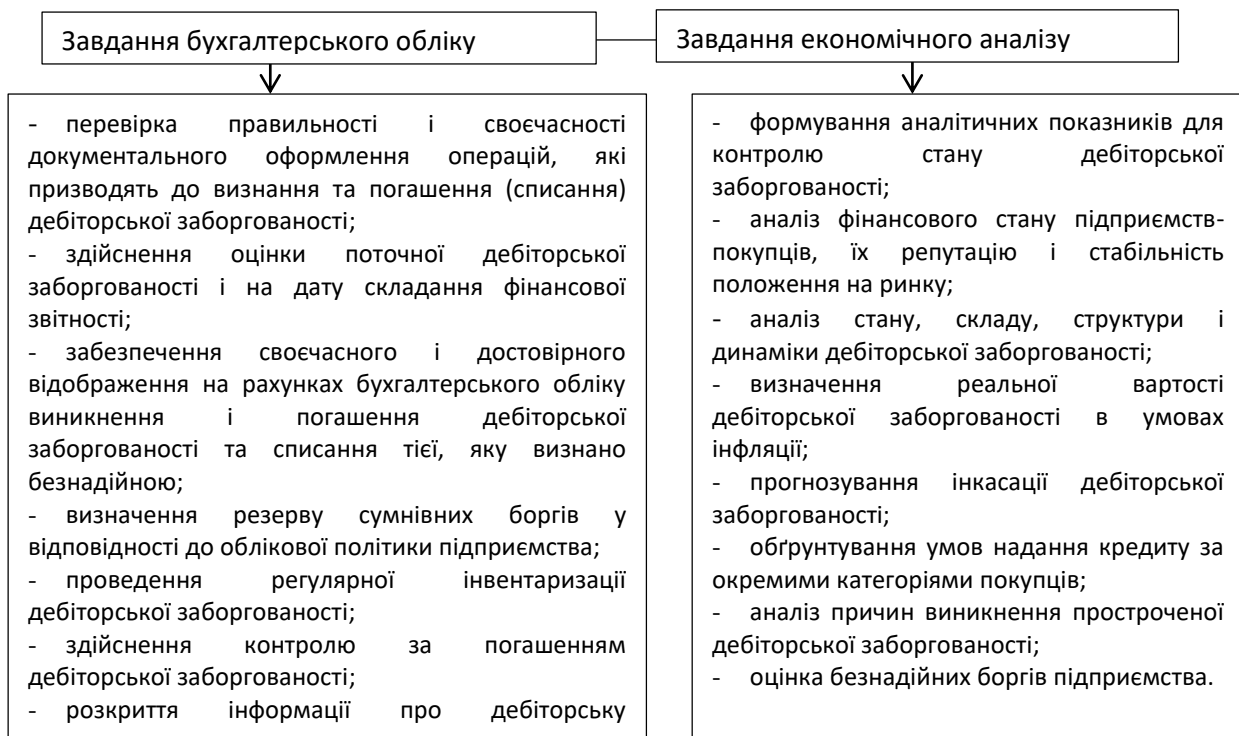 Завдання бухгалтерського обліку
Завдання економічного аналізу
- перевірка правильності і своєчасності
документального оформлення операцій, які
призводять до визнання та погашення (списання)
дебіторської заборгованості;
- здійснення оцінки поточної дебіторської
заборгованості і на дату складання фінансової
звітності;
- забезпечення своєчасного і достовірного
відображення на рахунках бухгалтерського обліку
виникнення і погашення дебіторської
заборгованості та списання тієї, яку визнано
безнадійною;
- визначення резерву сумнівних боргів у
відповідності до облікової політики підприємства;
- проведення регулярної інвентаризації
дебіторської заборгованості;
- здійснення контролю за погашенням
дебіторської заборгованості;
- розкриття інформації про дебіторську
- формування аналітичних показників для
контролю стану дебіторської
заборгованості;
- аналіз фінансового стану підприємств-
покупців, їх репутацію і стабільність
положення на ринку;
- аналіз стану, складу, структури і
динаміки дебіторської заборгованості;
- визначення реальної вартості
дебіторської заборгованості в умовах
інфляції;
- прогнозування інкасації дебіторської
заборгованості;
- обґрунтування умов надання кредиту за
окремими категоріями покупців;
- аналіз причин виникнення простроченої
дебіторської заборгованості;
- оцінка безнадійних боргів підприємства.